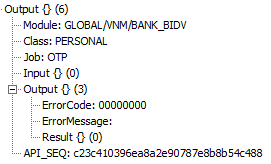 Output {} (6)
Module: GLOBAL/VNM/BANK_BIDV
Class: PERSONAL
Job: OTP
Input {} (0)
Output {} (3)
ErrorCode: 00000000
ErrorMessage:
Result {} (0)
API_SEQ: c23c410396ea8a2e90787e8b8b54c488